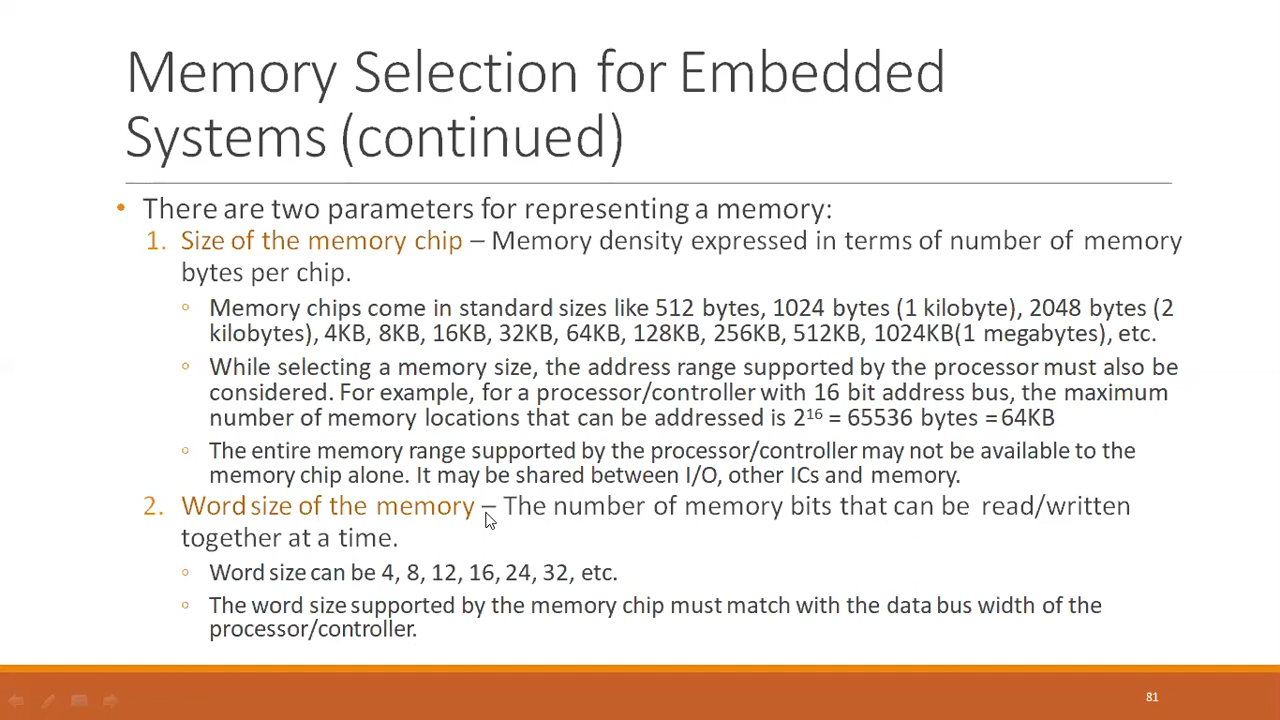 Memory Selection for Embedded
Systems (continued)
• There are two parameters for representing a memory:
1. Size of the memory chip – Memory density expressed in terms of number of memory
bytes per chip.
◦ Memory chips come in standard sizes like 512 bytes, 1024 bytes (1 kilobyte), 2048 bytes (2
kilobytes), 4KB, 8KB, 16KB, 32KB, 64KB, 128KB, 256KB, 512KB, 1024KB(1 megabytes), etc.
◦ While selecting a memory size, the address range supported by the processor must also be
considered. For example, for a processor/controller with 16 bit address bus, the maximum
number of memory locations that can be addressed is 2¹⁶ = 65536 bytes = 64KB
◦ The entire memory range supported by the processor/controller may not be available to the
memory chip alone. It may be shared between I/O, other ICs and memory.
2. Word size of the memory – The number of memory bits that can be read/written
together at a time.
◦ Word size can be 4, 8, 12, 16, 24, 32, etc.
◦ The word size supported by the memory chip must match with the data bus width of the
processor/controller.
81